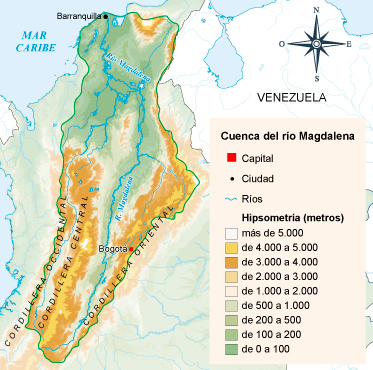 Barranquilla
MAR
CARIBE
Río Magdalena
N
O
E
S
VENEZUELA
R. Magdalena
Bogotá
CORDILLERA OCCIDENTAL
CORDILLERA CENTRAL
CORDILLERA ORIENTAL
Cuenca del río Magdalena
Capital
Ciudad
Ríos
Hipsometría (metros)
más de 5.000
de 4.000 a 5.000
de 3.000 a 4.000
de 2.000 a 3.000
de 1.000 a 2.000
de 500 a 1.000
de 200 a 500
de 100 a 200
de 0 a 100